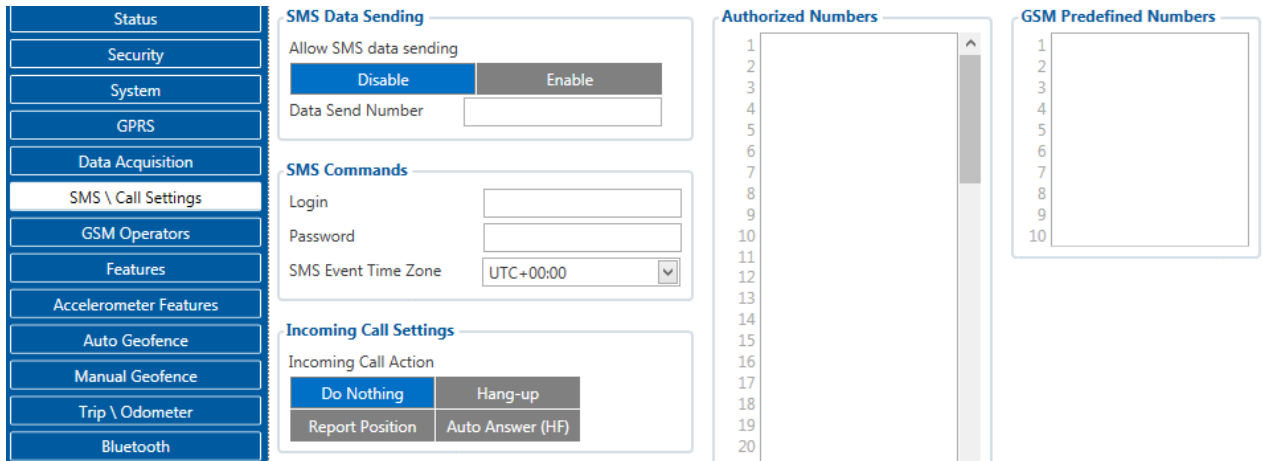 Status
Security
System
GPRS
Data Acquisition
SMS \ Call Settings
GSM Operators
Features
Accelerometer Features
Auto Geofence
Manual Geofence
Trip \ Odometer
Bluetooth
SMS Data Sending
Allow SMS data sending
Disable Enable
Data Send Number
SMS Commands
Login
Password
SMS Event Time Zone UTC+00:00
Incoming Call Settings
Incoming Call Action
Do Nothing Hang-up
Report Position Auto Answer (HF)
Authorized Numbers
1
2
3
4
5
6
7
8
9
10
11
12
13
14
15
16
17
18
19
20
GSM Predefined Numbers
1
2
3
4
5
6
7
8
9
10